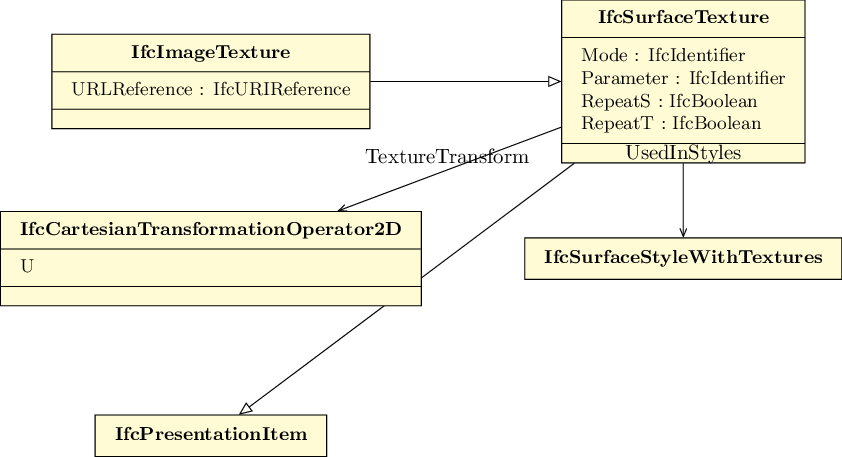 IfcSurfaceTexture
Mode : IfcIdentifier
Parameter : IfcIdentifier
RepeatS : IfcBoolean
RepeatT : IfcBoolean
IfcImageTexture
URLReference : IfcURIReference
TextureTransform
UsedInStyles
IfcCartesianTransformationOperator2D
U
IfcSurfaceStyleWithTextures
IfcPresentationItem